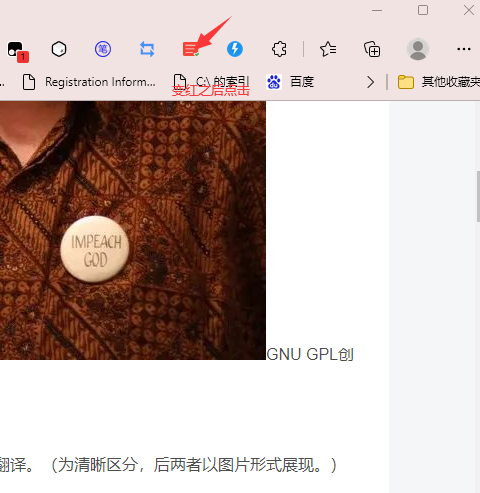 1
笔
Registration Inform...
C:\ 的索引
百度
其他收藏夹
变红之后点击
IMPEACH
GOD
GNU GPL创
翻译。（为清晰区分，后两者以图片形式展现。）